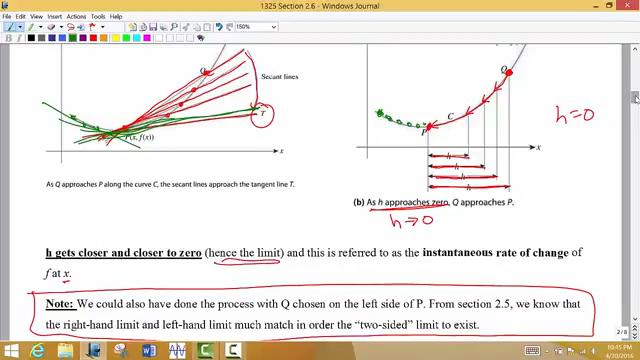 1325 Section 2.6 - Windows Journal
File Edit View Insert Actions Tools Help
150%
Q
Secant lines
T
P(x, f(x))
x
As Q approaches P along the curve C, the secant lines approach the tangent line T.
Q
C
P
h
h
h
h
x
h=0
(b) As h approaches zero, Q approaches P.
h→0
h gets closer and closer to zero (hence the limit) and this is referred to as the instantaneous rate of change of
f at x.
Note: We could also have done the process with Q chosen on the left side of P. From section 2.5, we know that
the right-hand limit and left-hand limit much match in order the “two-sided” limit to exist.
2/8
10:45 PM
4/30/2016